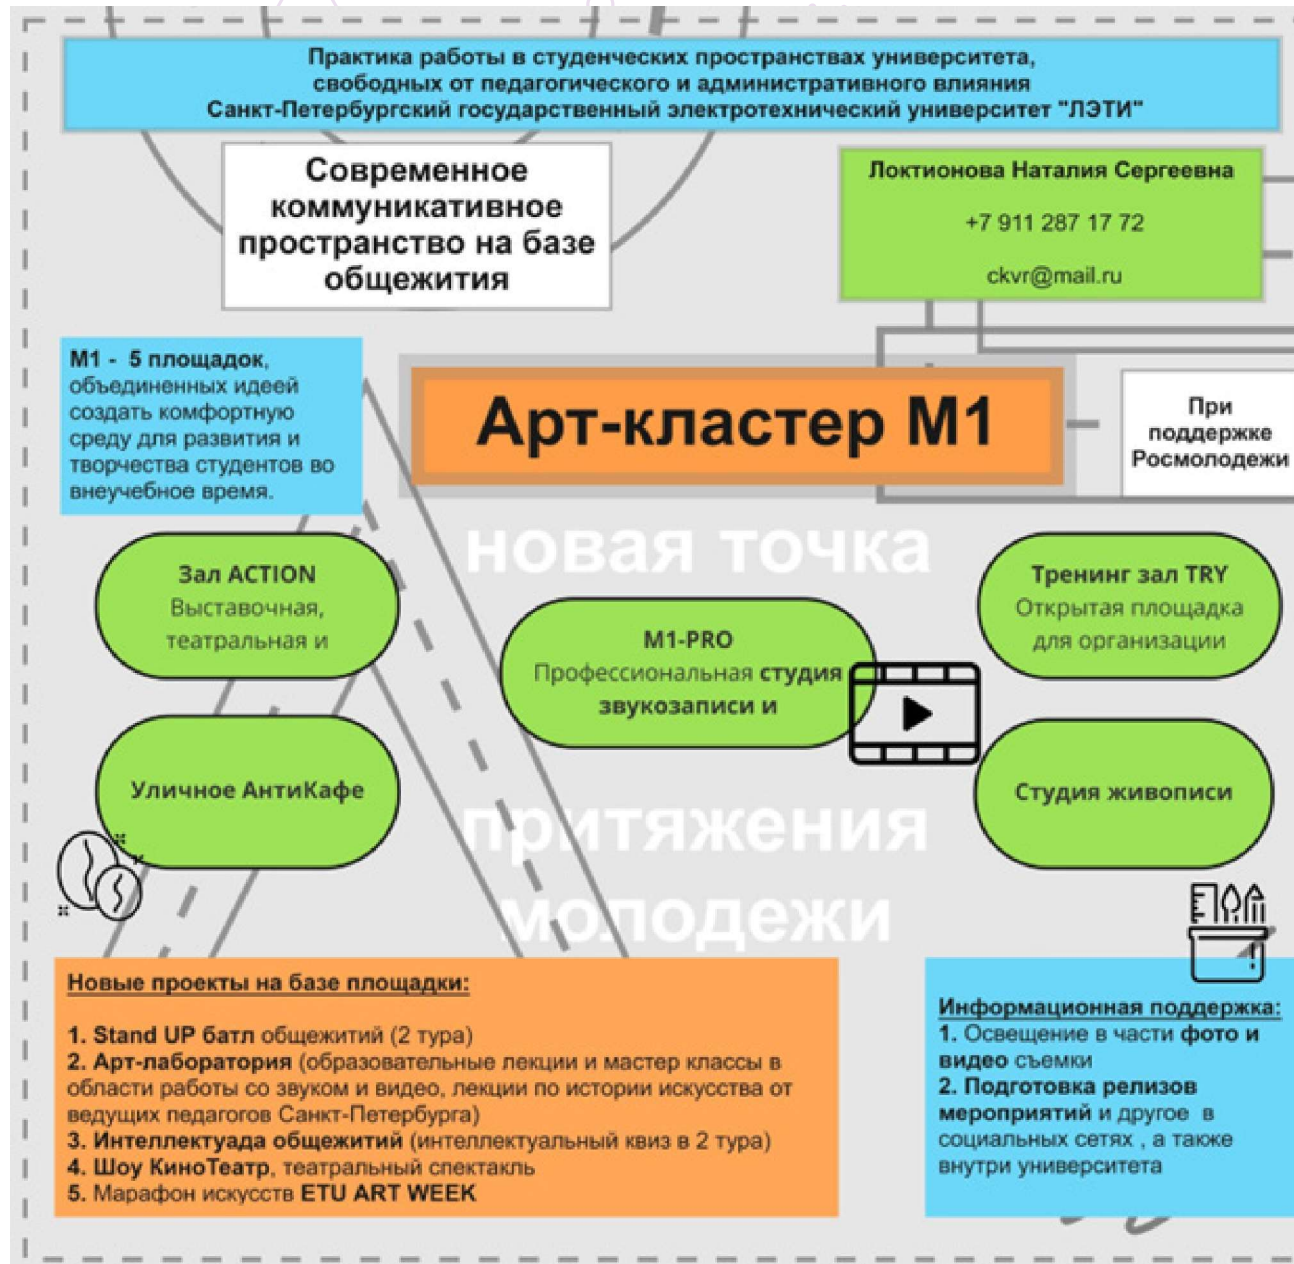 Практика работы в студенческих пространствах университета,
свободных от педагогического и административного влияния
Санкт-Петербургский государственный электротехнический университет "ЛЭТИ"
Современное
коммуникативное
пространство на базе
общежития
Локтионова Наталия Сергеевна
+7 911 287 17 72
ckvr@mail.ru
М1 - 5 площадок,
объединенных идеей
создать комфортную
среду для развития и
творчества студентов во
внеучебное время.
Арт-кластер М1
При
поддержке
Росмолодежи
новая точка
Зал ACTION
Выставочная,
театральная и
М1-PRO
Профессиональная студия
звукозаписи и
Тренинг зал TRY
Открытая площадка
для организации
Уличное АнтиКафе
Студия живописи
притяжения
молодежи
Новые проекты на базе площадки:
1. Stand UP батл общежитий (2 тура)
2. Арт-лаборатория (образовательные лекции и мастер классы в
области работы со звуком и видео, лекции по истории искусства от
ведущих педагогов Санкт-Петербурга)
3. Интеллектуада общежитий (интеллектуальный квиз в 2 тура)
4. Шоу КиноТеатр, театральный спектакль
5. Марафон искусств ETU ART WEEK
Информационная поддержка:
1. Освещение в части фото и
видео съемки
2. Подготовка релизов
мероприятий и другое в
социальных сетях , а также
внутри университета